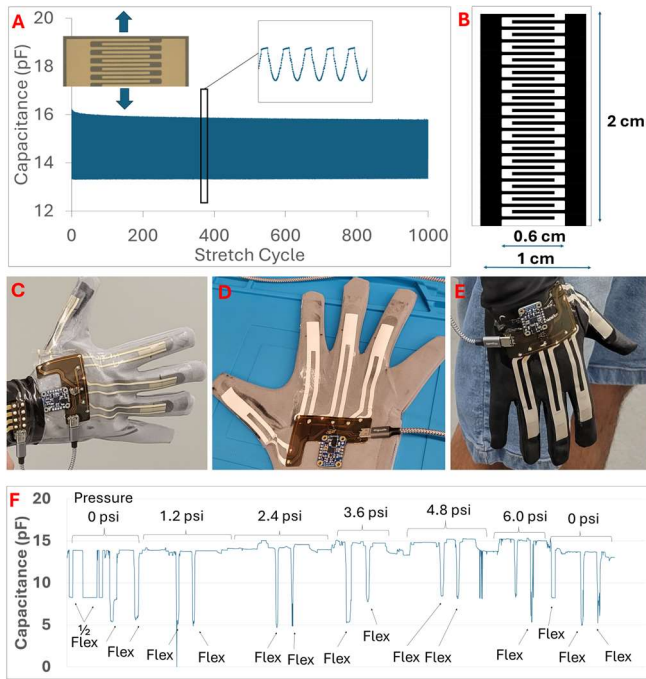 A
20
18
16
14
12
Capacitance (pF)
0
200
400
600
800
1000
Stretch Cycle
B
2 cm
0.6 cm
1 cm
C
D
E
F
Pressure
0 psi
1.2 psi
2.4 psi
3.6 psi
4.8 psi
6.0 psi
0 psi
20
15
10
5
0
Capacitance (pF)
½
Flex
Flex
Flex
Flex
Flex
Flex
Flex
Flex
Flex
Flex
Flex
Flex
Flex
Flex